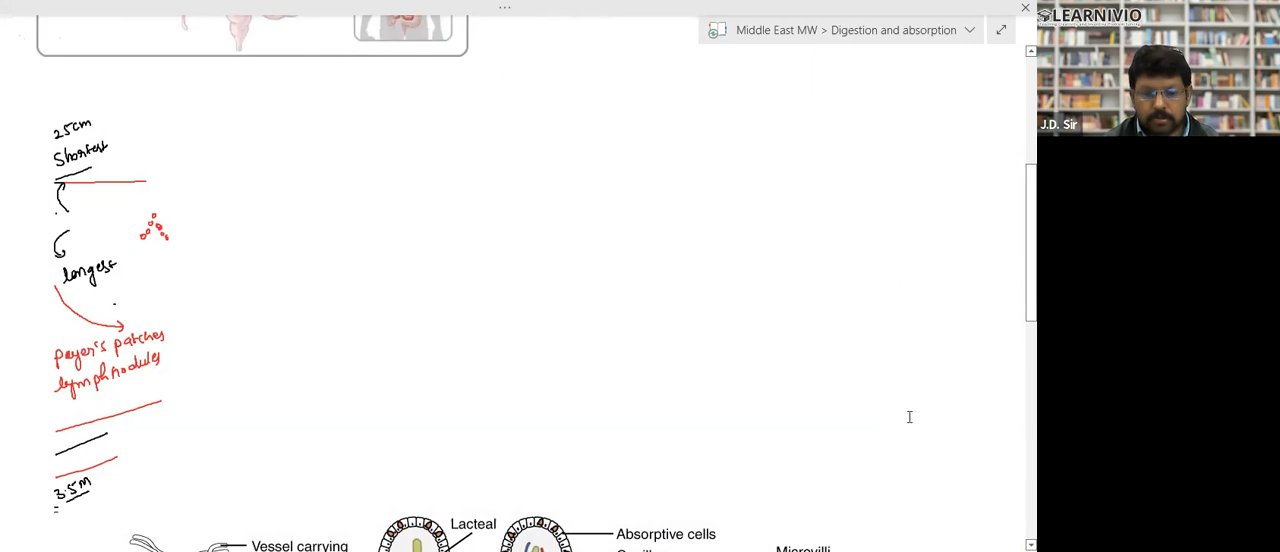 Middle East MW > Digestion and absorption
LEARNIVIO
J.D. Sir
25cm
Shortest
longest
Payer's patches
lymph nodules
3.5M
Lacteal
Absorptive cells
Vessel carrying
Microvilli